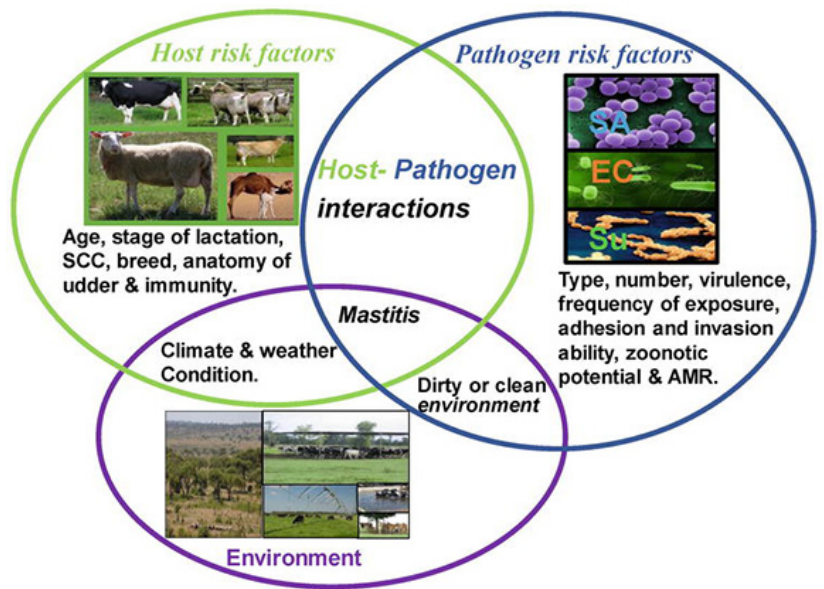 Host risk factors
Pathogen risk factors
SA
EC
Su
Host- Pathogen
interactions
Age, stage of lactation,
SCC, breed, anatomy of
udder & immunity.
Type, number, virulence,
frequency of exposure,
adhesion and invasion
ability, zoonotic
potential & AMR.
Mastitis
Climate & weather
Condition.
Dirty or clean
environment
Environment